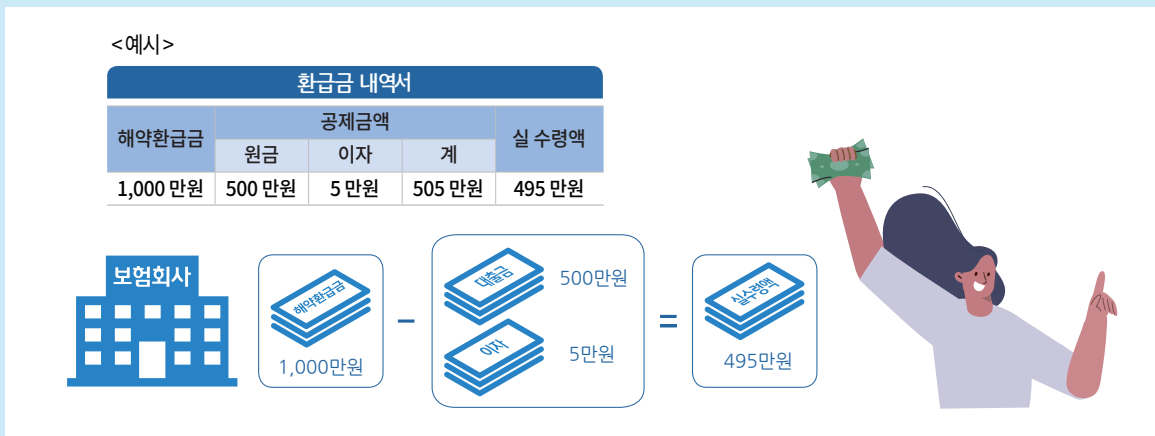 <예시>
환급금 내역서
해약환급금 공제금액 실 수령액
원금 이자 계
1,000 만원 500 만원 5 만원 505 만원 495 만원
보험회사
해약환급금
1,000만원
–
대출금 500만원
이자 5만원
=
실수령액
495만원